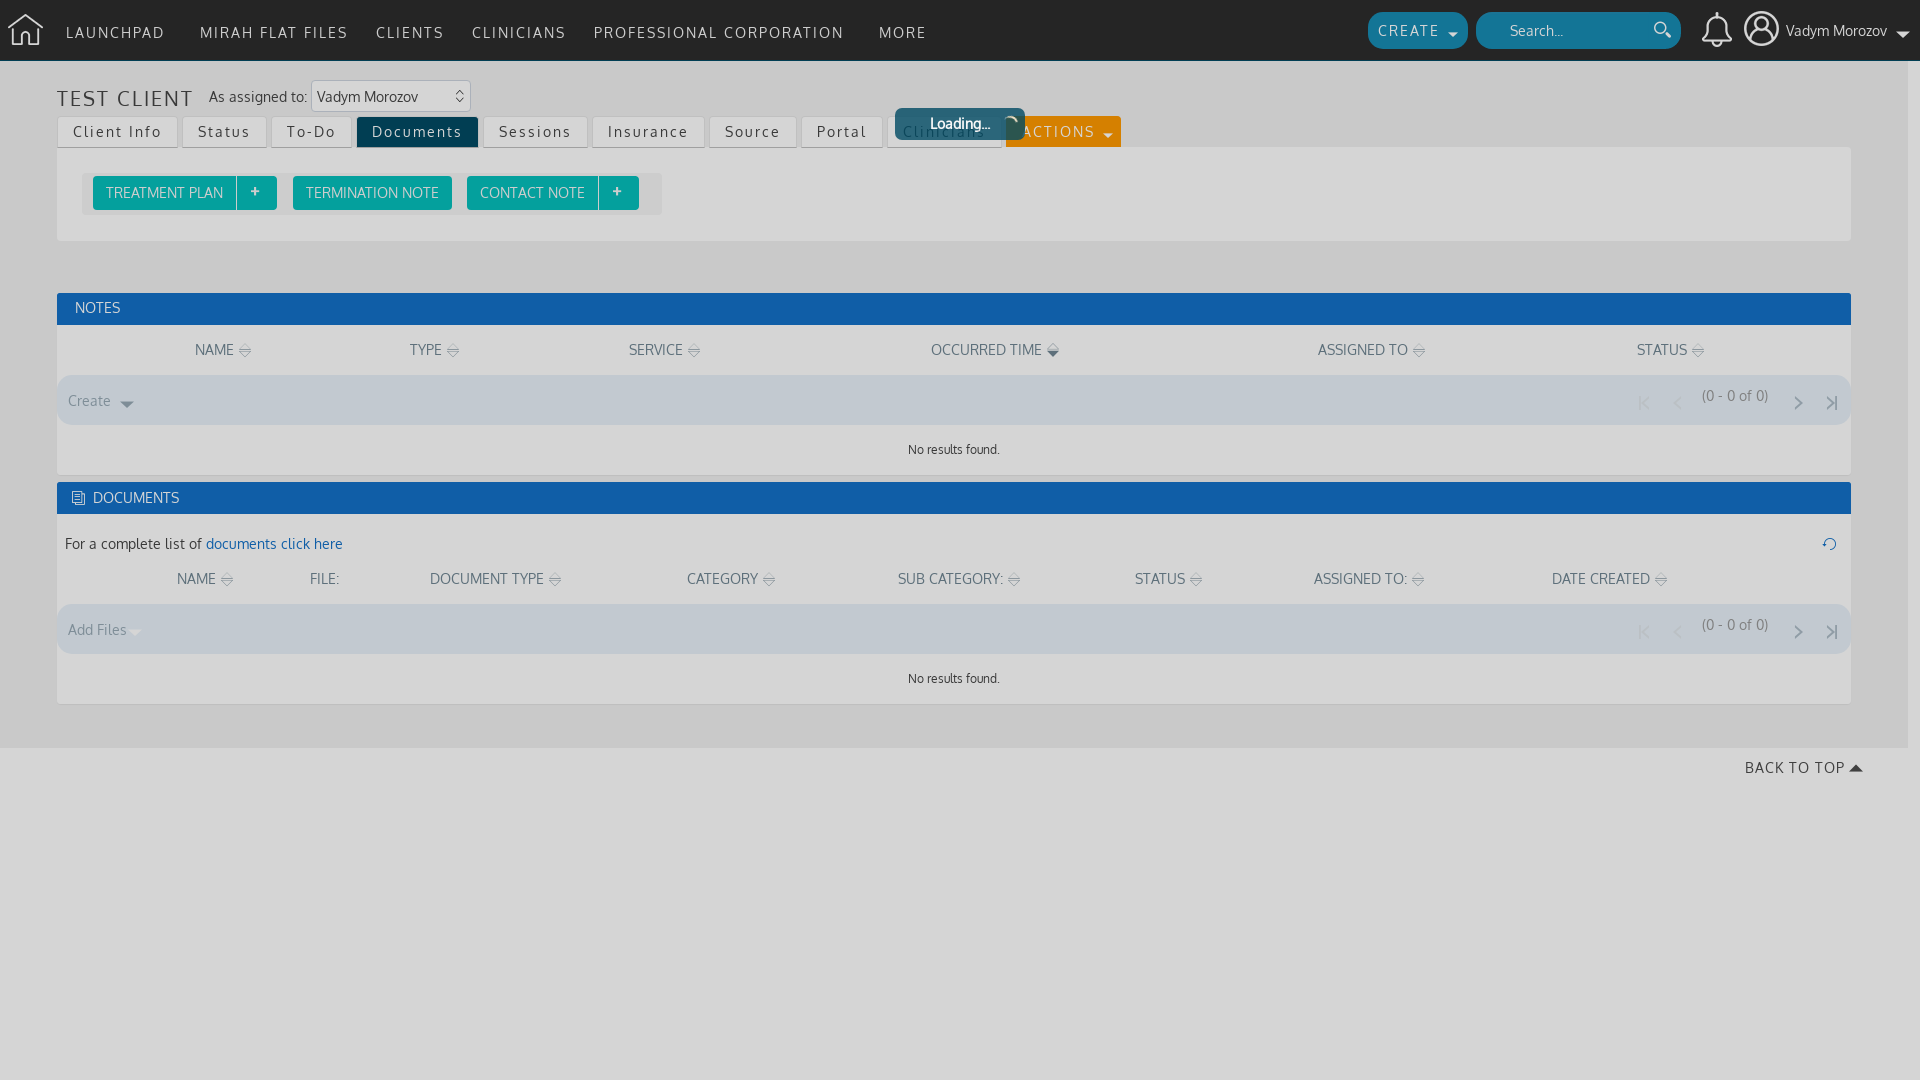 LAUNCHPAD MIRAH FLAT FILES CLIENTS CLINICIANS PROFESSIONAL CORPORATION MORE CREATE Search... Vadym Morozov
TEST CLIENT As assigned to: Vadym Morozov
Client Info Status To-Do Documents Sessions Insurance Source Portal Clinicians ACTIONS
Loading...
TREATMENT PLAN + TERMINATION NOTE CONTACT NOTE +
NOTES
NAME TYPE SERVICE OCCURRED TIME ASSIGNED TO STATUS
Create (0 - 0 of 0)
No results found.
DOCUMENTS
For a complete list of documents click here
NAME FILE: DOCUMENT TYPE CATEGORY SUB CATEGORY: STATUS ASSIGNED TO: DATE CREATED
Add Files (0 - 0 of 0)
No results found.
BACK TO TOP